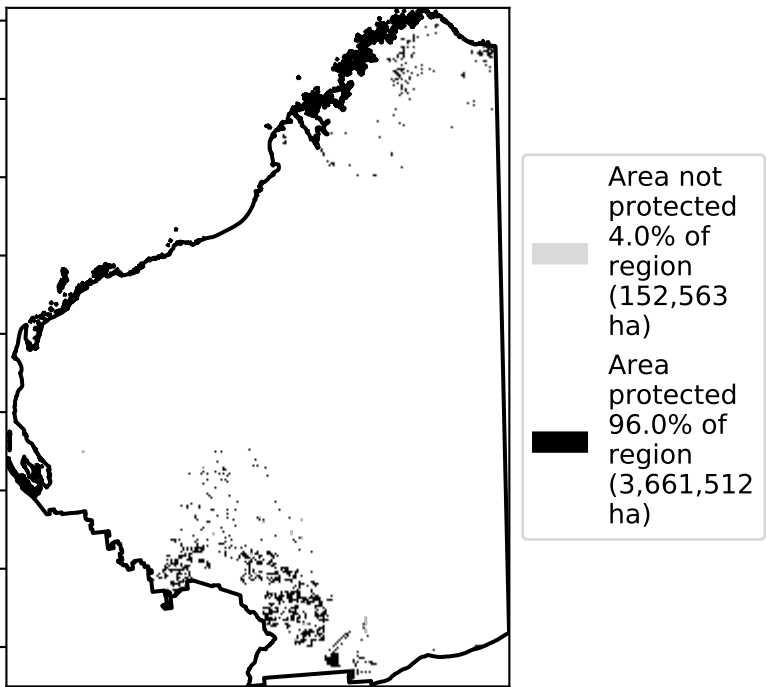 Area not
protected
4.0% of
region
(152,563
ha)
Area
protected
96.0% of
region
(3,661,512
ha)